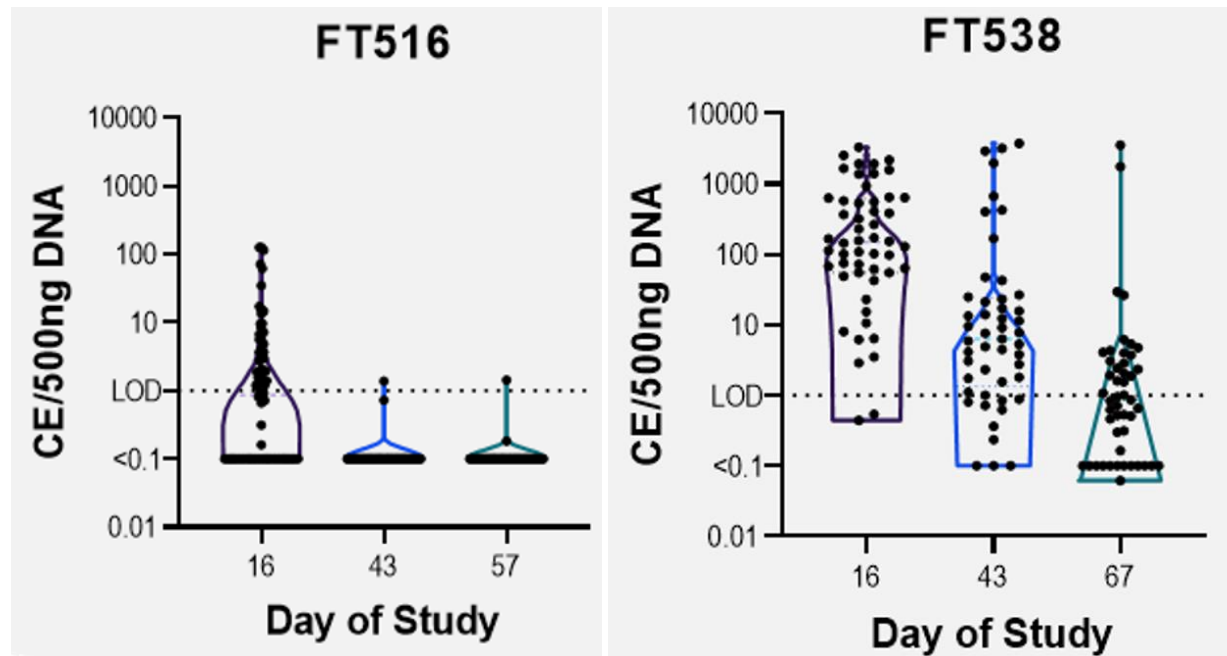 FT516
CE/500ng DNA
10000
1000
100
10
LOD
<0.1
0.01
16 43 57
Day of Study
FT538
CE/500ng DNA
10000
1000
100
10
LOD
<0.1
0.01
16 43 67
Day of Study